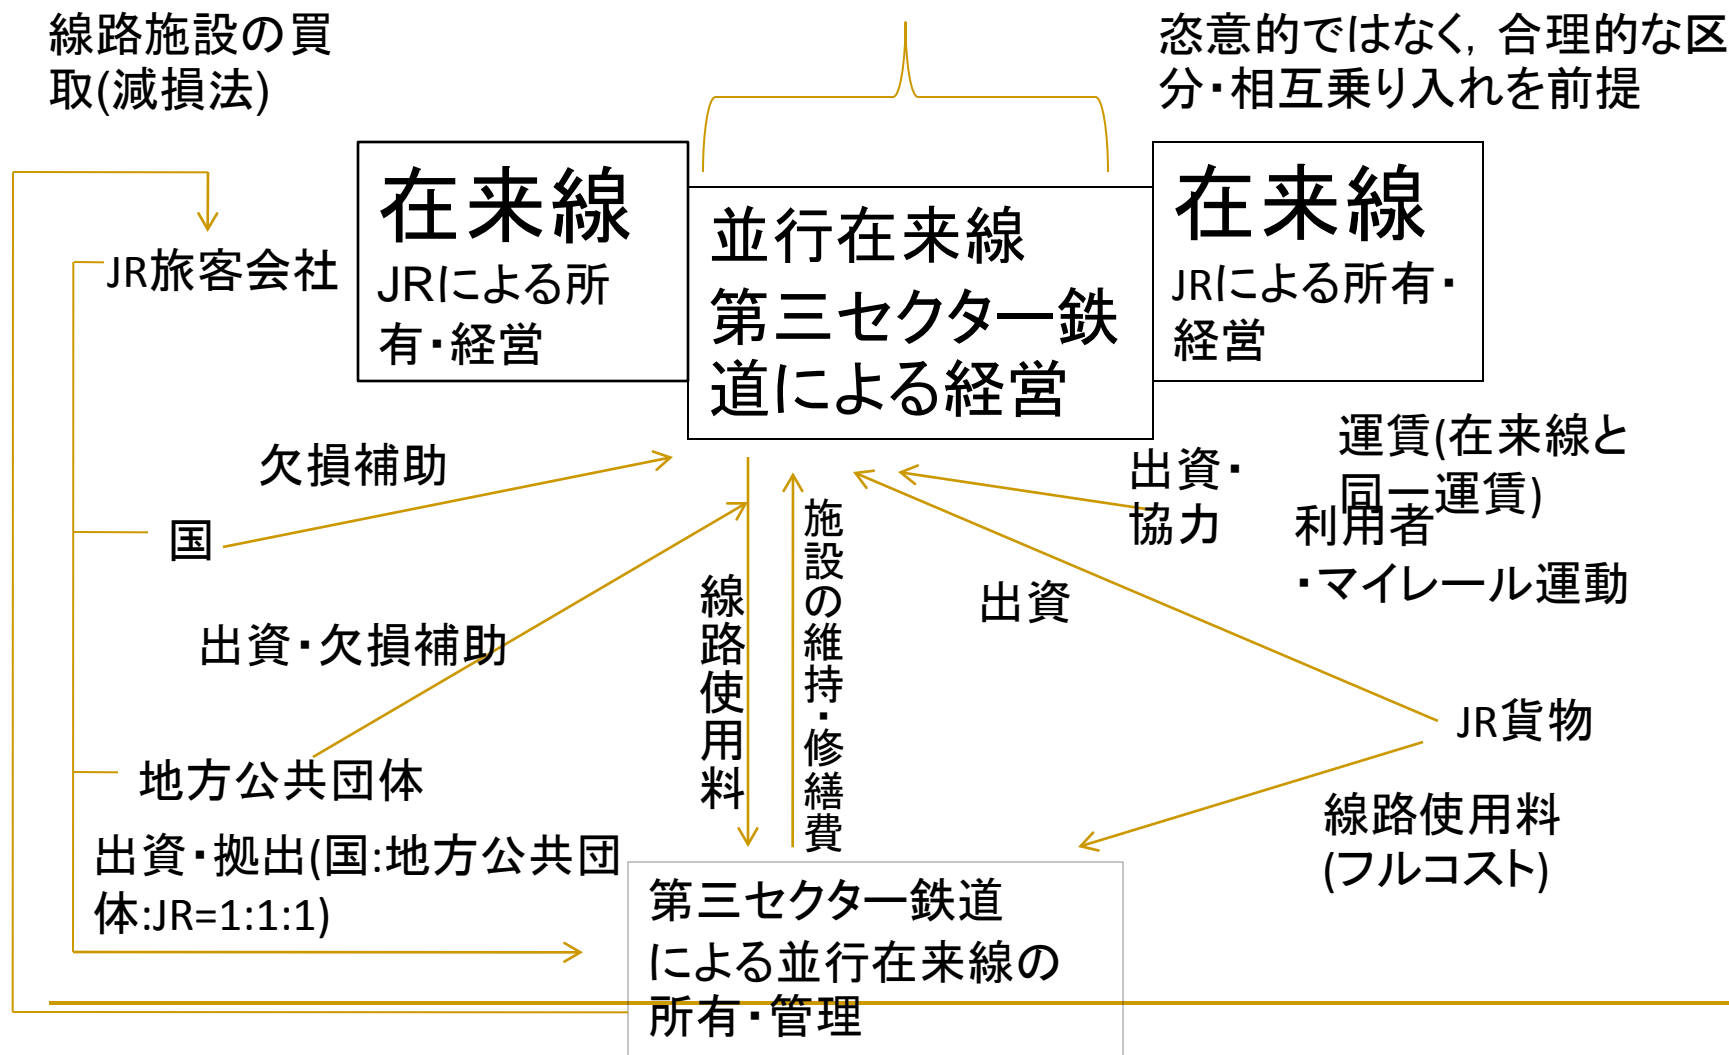 線路施設の買
取(減損法)
恣意的ではなく，合理的な区
分・相互乗り入れを前提
在来線
JRによる所
有・経営
並行在来線
第三セクター鉄
道による経営
在来線
JRによる所有・
経営
JR旅客会社
欠損補助
国
出資・欠損補助
地方公共団体
出資・拠出(国:地方公共団
体:JR=1:1:1)
線路使用料
施設の維持・修繕費
出資・
協力
出資
運賃(在来線と
同一運賃)
利用者
・マイレール運動
JR貨物
線路使用料
(フルコスト)
第三セクター鉄道
による並行在来線の
所有・管理